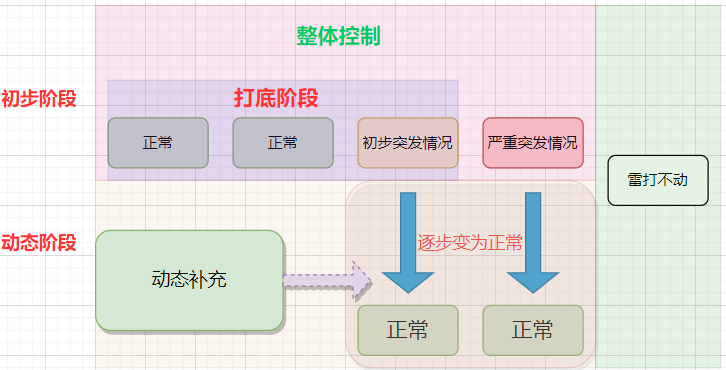 整体控制
初步阶段
打底阶段
正常
正常
初步突发情况
严重突发情况
雷打不动
动态阶段
逐步变为正常
动态补充
正常
正常